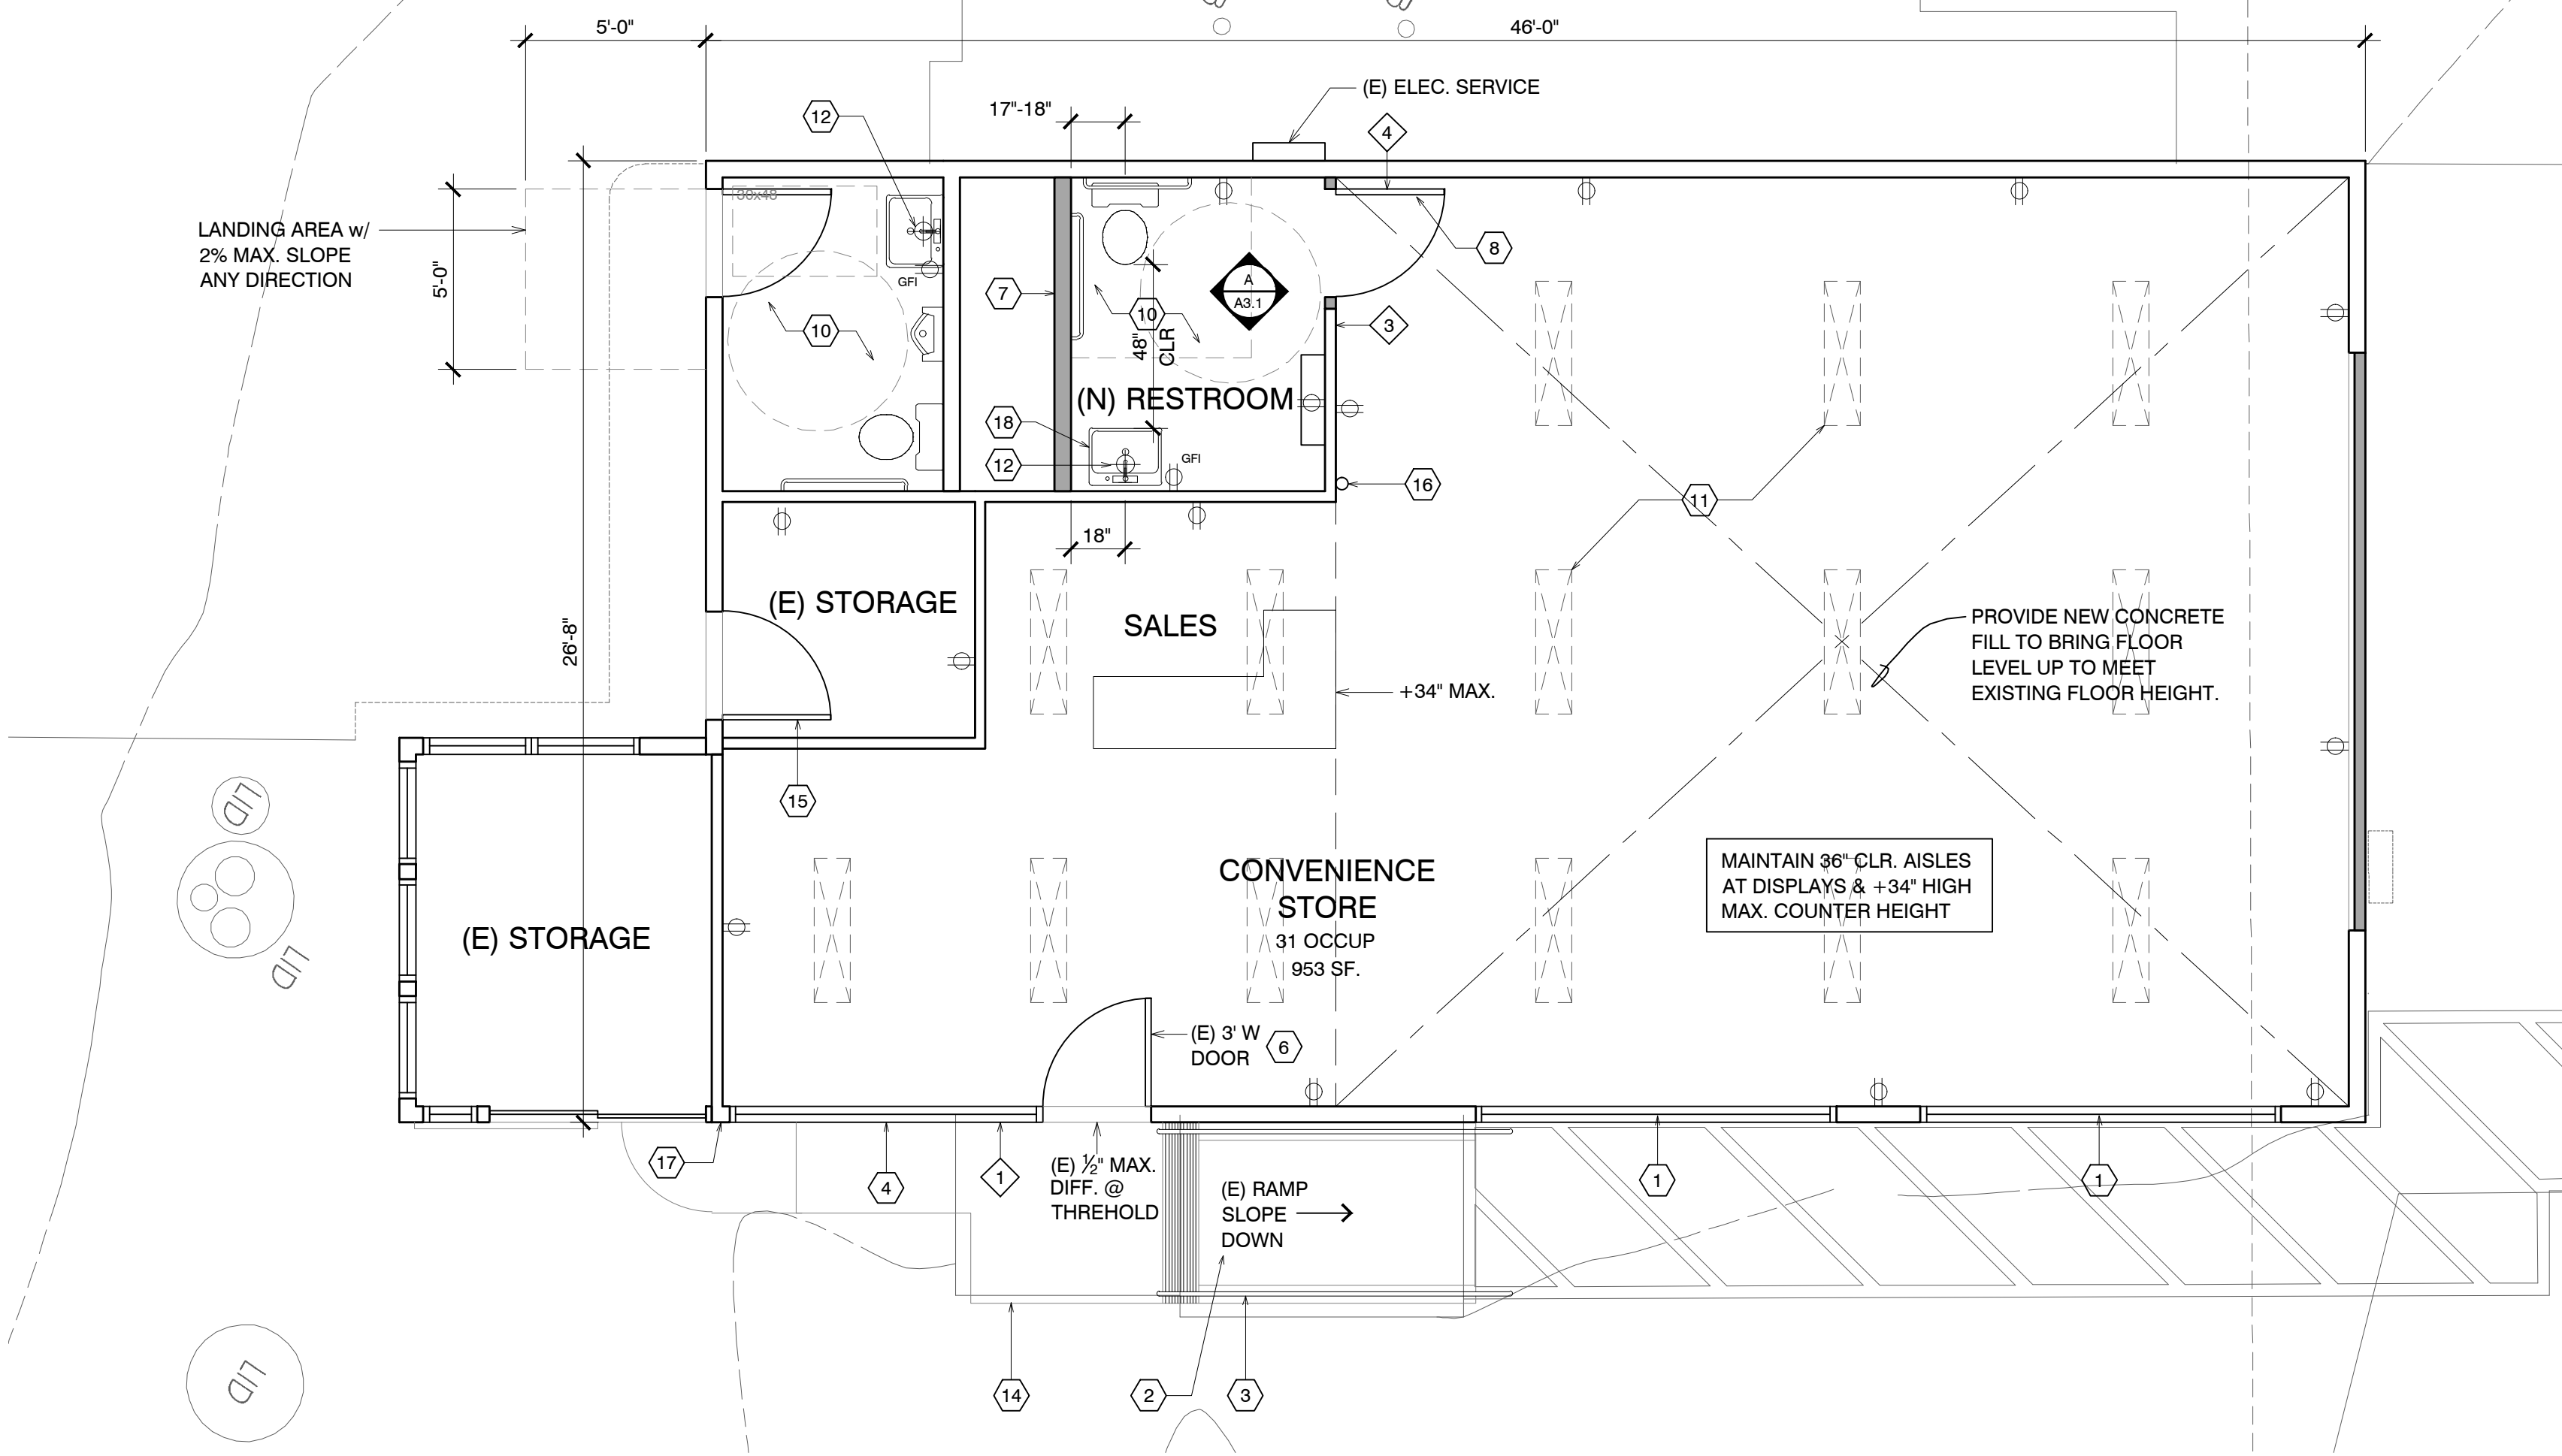 5'-0"
46'-0"
(E) ELEC. SERVICE
17"-18"
12
4
30x48
LANDING AREA w/
2% MAX. SLOPE
ANY DIRECTION
5'-0"
GFI
8
7
A
A3.1
10
10
3
48"
CLR
(N) RESTROOM
18
12
GFI
16
11
18"
(E) STORAGE
SALES
26'-8"
PROVIDE NEW CONCRETE
FILL TO BRING FLOOR
LEVEL UP TO MEET
EXISTING FLOOR HEIGHT.
+34" MAX.
15
LID
CONVENIENCE
STORE
31 OCCUP
953 SF.
MAINTAIN 36" CLR. AISLES
AT DISPLAYS & +34" HIGH
MAX. COUNTER HEIGHT
(E) STORAGE
LID
(E) 3' W
DOOR
6
17
4
1
(E) ½" MAX.
DIFF. @
THREHOLD
(E) RAMP
SLOPE
DOWN
1
1
LID
14
2
3